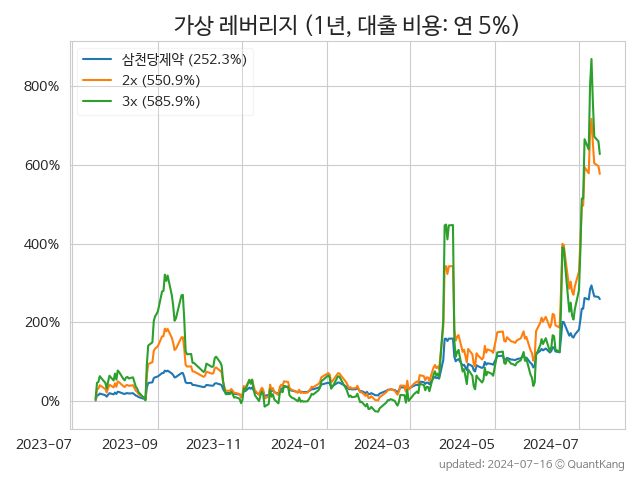 가상 레버리지 (1년, 대출 비용: 연 5%)
삼천당제약 (252.3%)
2x (550.9%)
3x (585.9%)
800%
600%
400%
200%
0%
2023-07 2023-09 2023-11 2024-01 2024-03 2024-05 2024-07
updated: 2024-07-16 © QuantKang